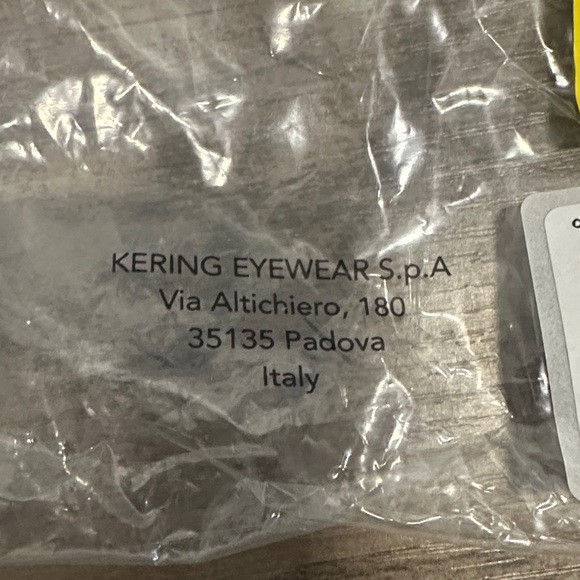 KERING EYEWEAR S.p.A
Via Altichiero, 180
35135 Padova
Italy